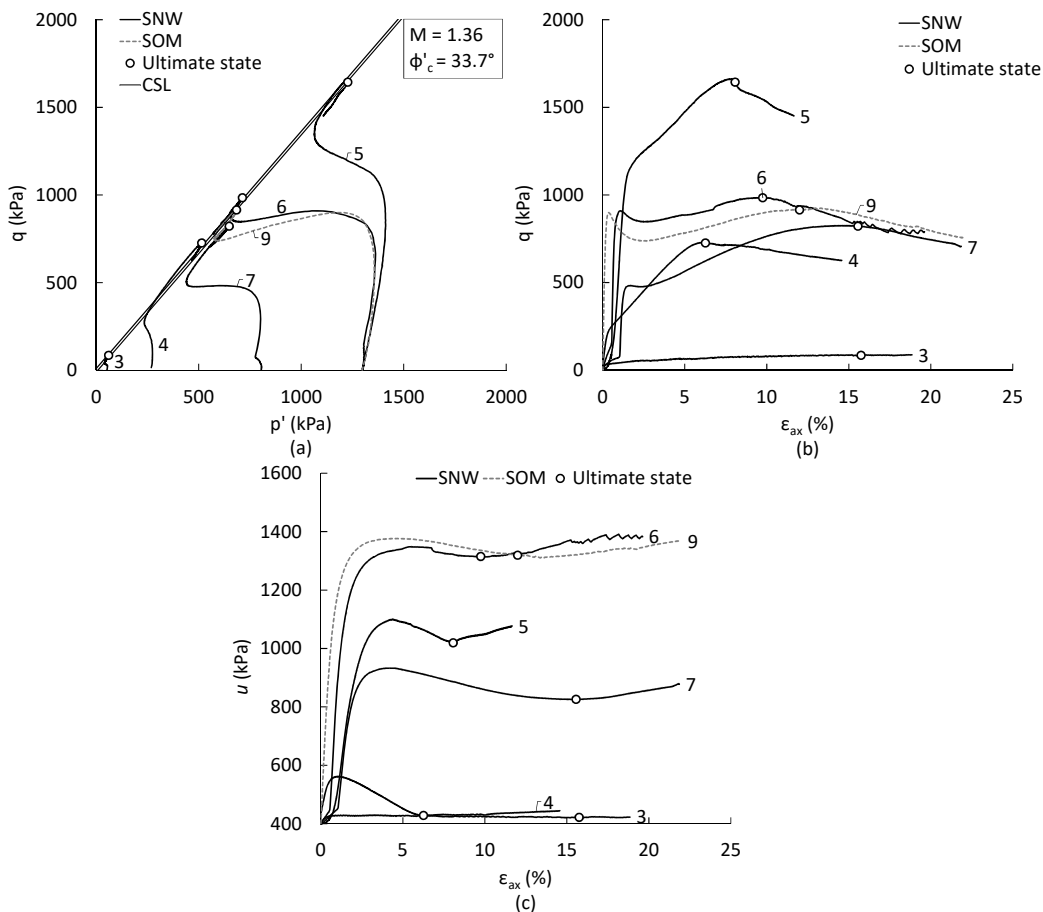 SNW
SOM
Ultimate state
CSL
M = 1.36
ϕ'c = 33.7°
2000
1500
1000
500
0
q (kPa)
5
6
9
7
4
3
0
500
1000
1500
2000
p' (kPa)
(a)
SNW
SOM
Ultimate state
2000
1500
1000
500
0
q (kPa)
5
6
9
7
4
3
0
5
10
15
20
25
εax (%)
(b)
SNW SOM Ultimate state
1600
1400
1200
1000
800
600
400
u (kPa)
6
9
5
7
4
3
0
5
10
15
20
25
εax (%)
(c)